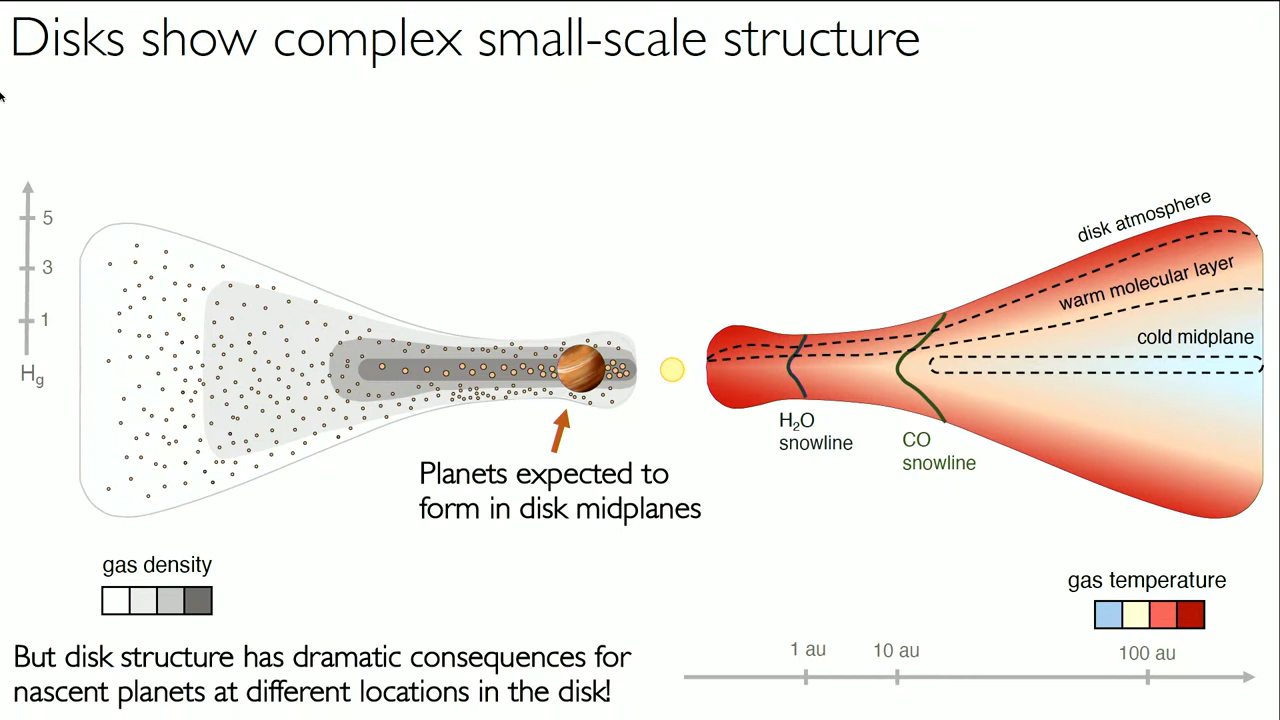 Disks show complex small-scale structure
5
3
1
Hg
disk atmosphere
warm molecular layer
cold midplane
H₂O
snowline
CO
snowline
Planets expected to
form in disk midplanes
gas density
gas temperature
But disk structure has dramatic consequences for
nascent planets at different locations in the disk!
1 au
10 au
100 au